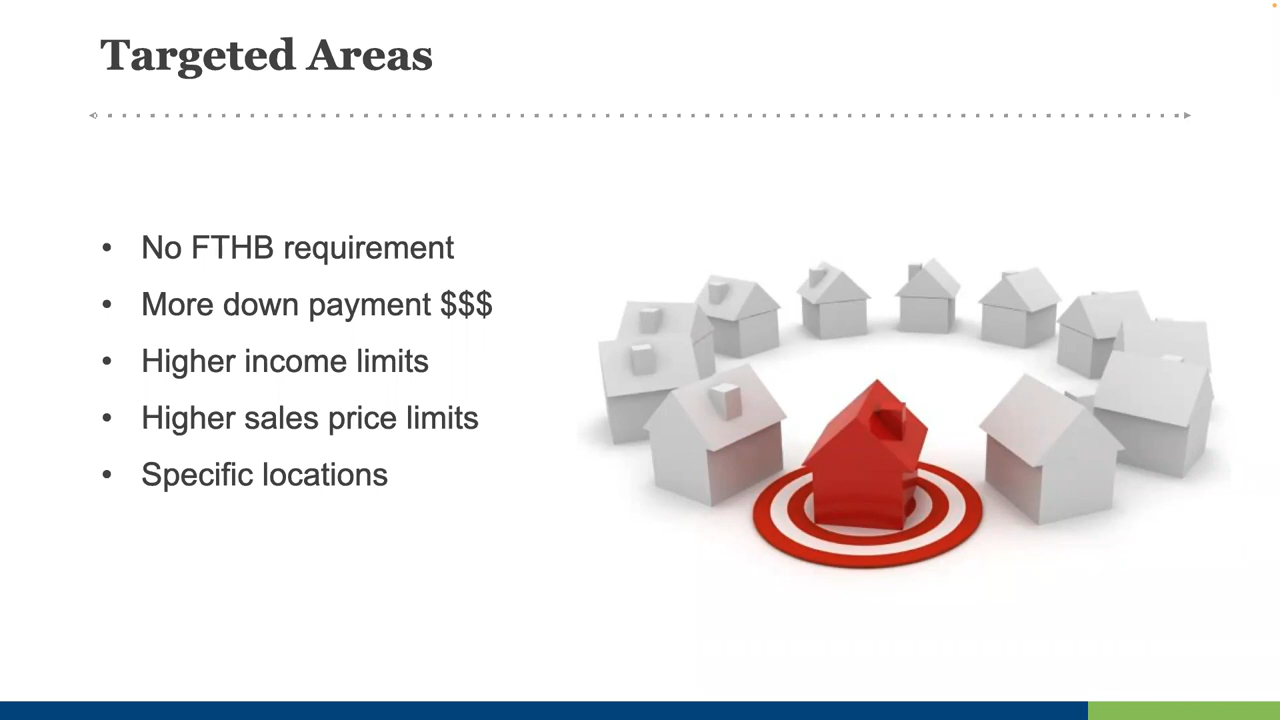 Targeted Areas
• No FTHB requirement
• More down payment $$$
• Higher income limits
• Higher sales price limits
• Specific locations